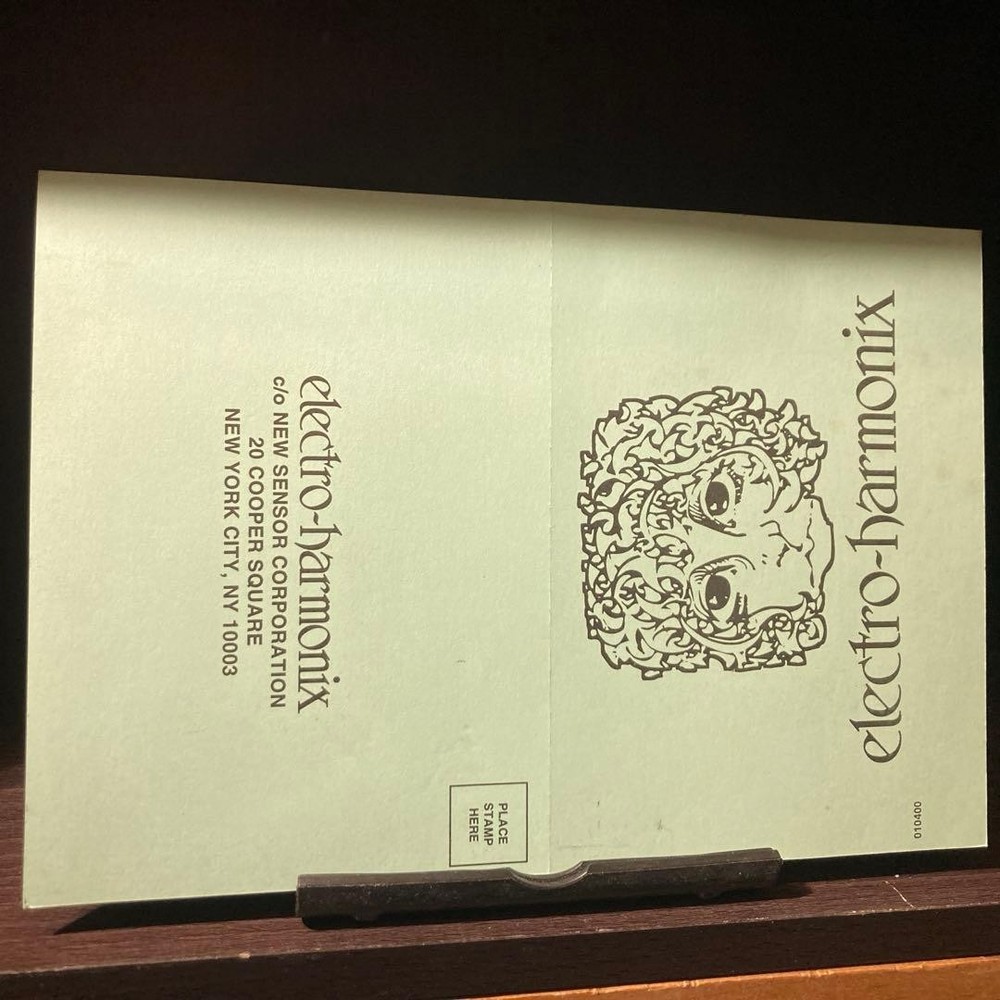 electro-harmonix
c/o NEW SENSOR CORPORATION
20 COOPER SQUARE
NEW YORK CITY, NY 10003
PLACE
STAMP
HERE
electro-harmonix
010400